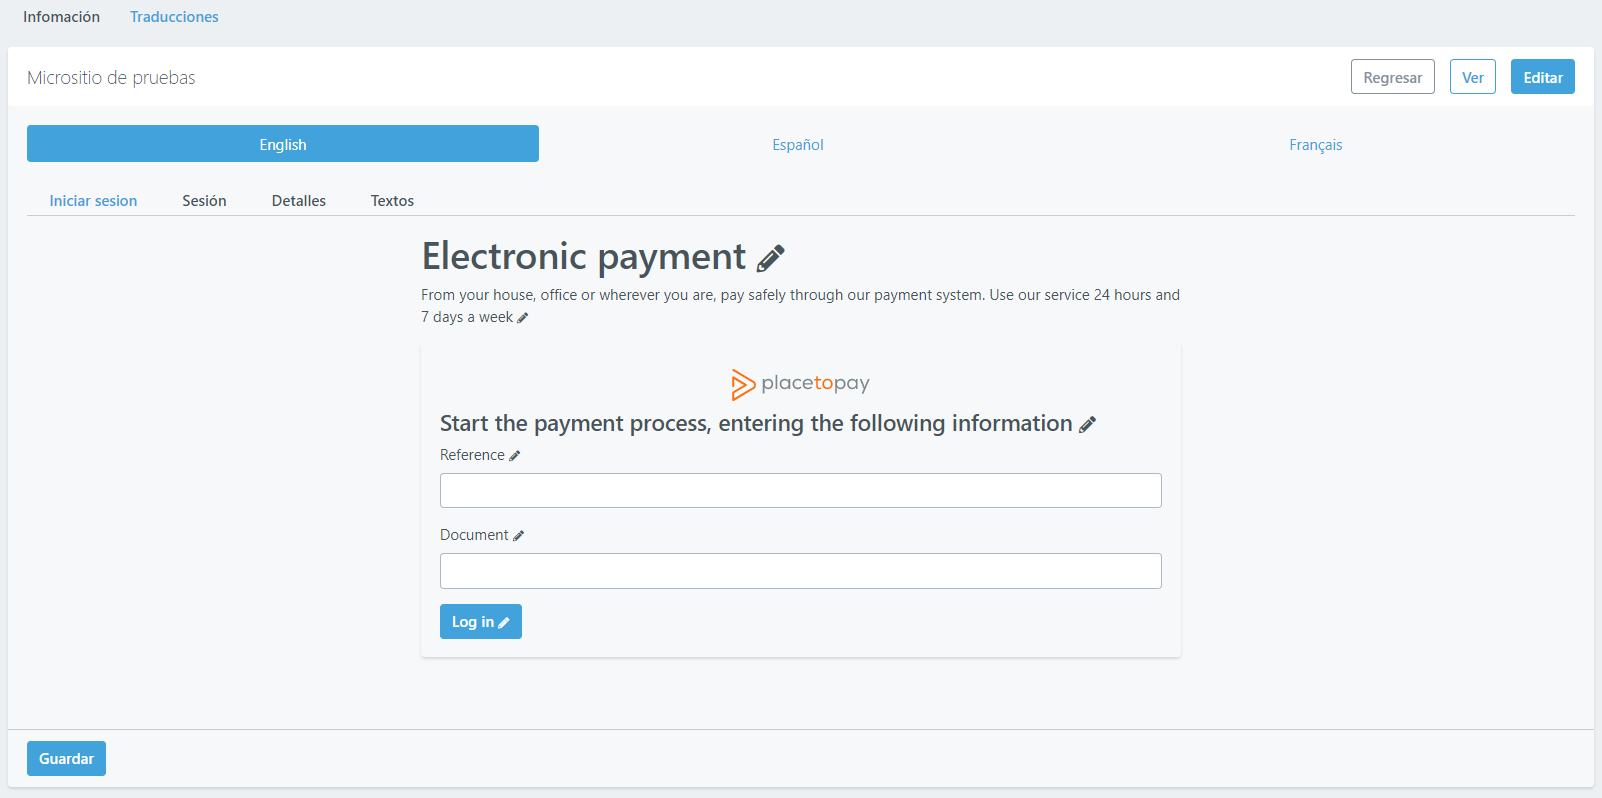 Infomación Traducciones
Micrositio de pruebas Regresar Ver Editar
English Español Français
Iniciar sesion Sesión Detalles Textos
Electronic payment
From your house, office or wherever you are, pay safely through our payment system. Use our service 24 hours and
7 days a week
placetopay
Start the payment process, entering the following information
Reference
Document
Log in
Guardar